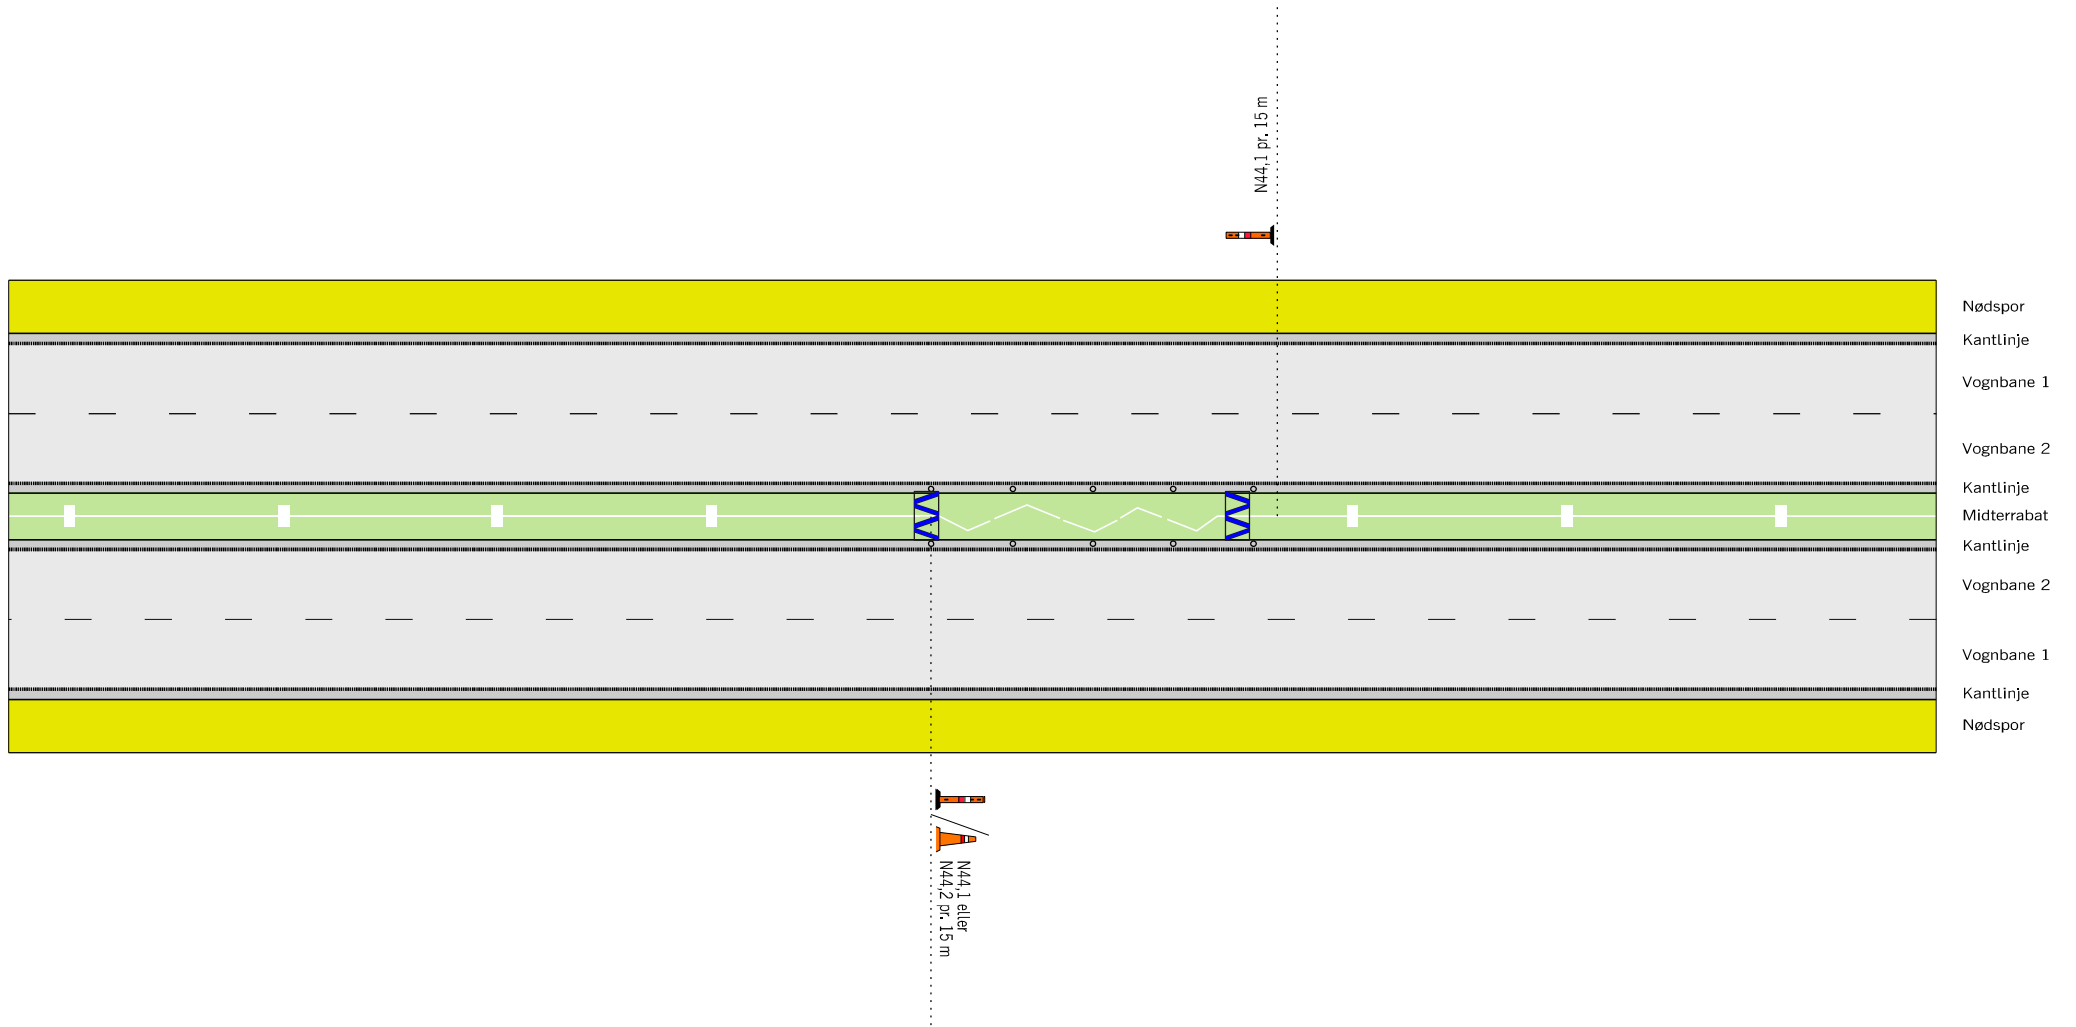 N44,1 pr. 15 m
Nødspor
Kantlinje
Vognbane 1
Vognbane 2
Kantlinje
Midterrabat
Kantlinje
Vognbane 2
Vognbane 1
Kantlinje
Nødspor
N44,1 eller
N44,2 pr. 15 m